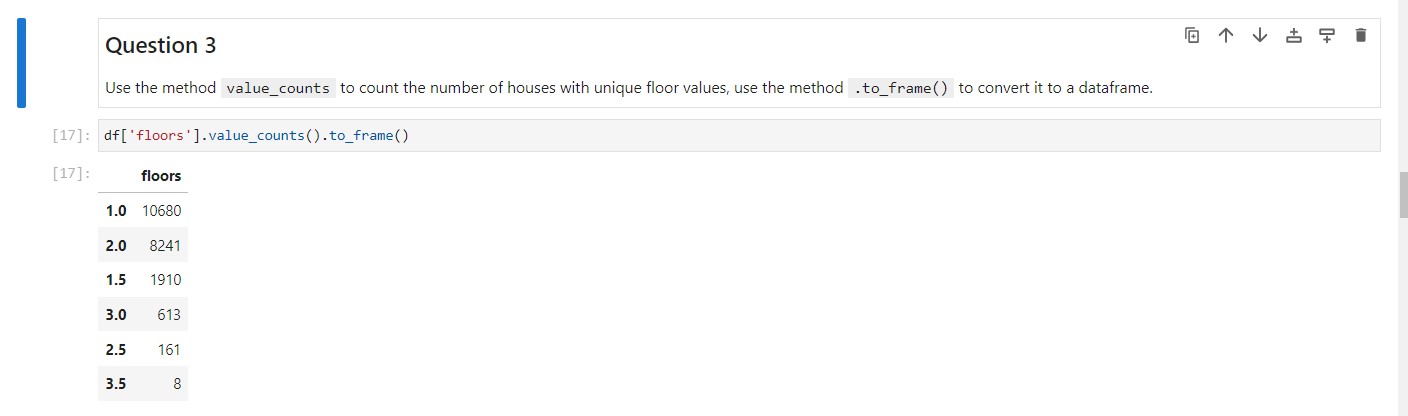 Question 3
Use the method value_counts to count the number of houses with unique floor values, use the method .to_frame() to convert it to a dataframe.
[17]: df['floors'].value_counts().to_frame()
[17]:
floors
1.0 10680
2.0 8241
1.5 1910
3.0 613
2.5 161
3.5 8